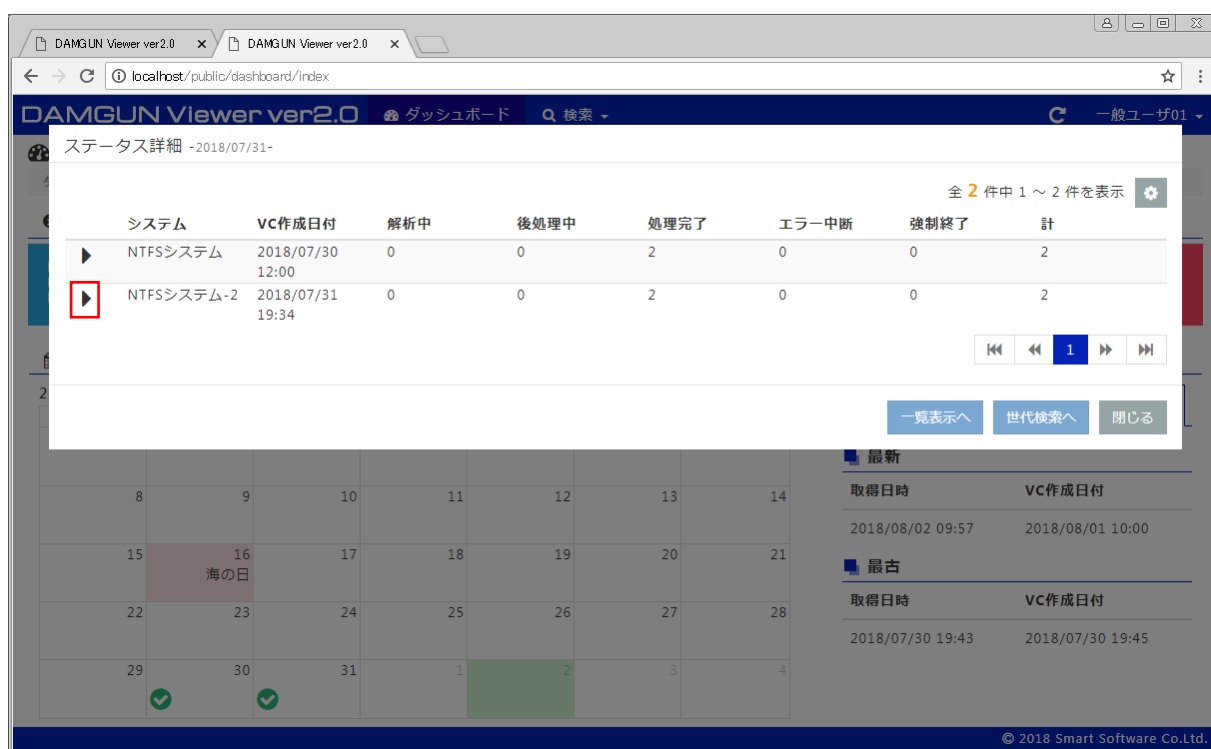 DAMGUN Viewer ver2.0
DAMGUN Viewer ver2.0
localhost/public/dashboard/index
DAMGUN Viewer ver2.0 ダッシュボード 検索 一般ユーザ01
ステータス詳細 -2018/07/31-
全 2 件中 1 ~ 2 件を表示
システム VC作成日付 解析中 後処理中 処理完了 エラー中断 強制終了 計
NTFSシステム 2018/07/30 0 0 2 0 0 2
12:00
NTFSシステム-2 2018/07/31 0 0 2 0 0 2
19:34
1
2
一覧表示へ 世代検索へ 閉じる
最新
8 9 10 11 12 13 14 取得日時 VC作成日付
2018/08/02 09:57 2018/08/01 10:00
15 16 17 18 19 20 21
海の日
最古
22 23 24 25 26 27 28 取得日時 VC作成日付
2018/07/30 19:43 2018/07/30 19:45
29 30 31 1 2 3 4
© 2018 Smart Software Co.Ltd.